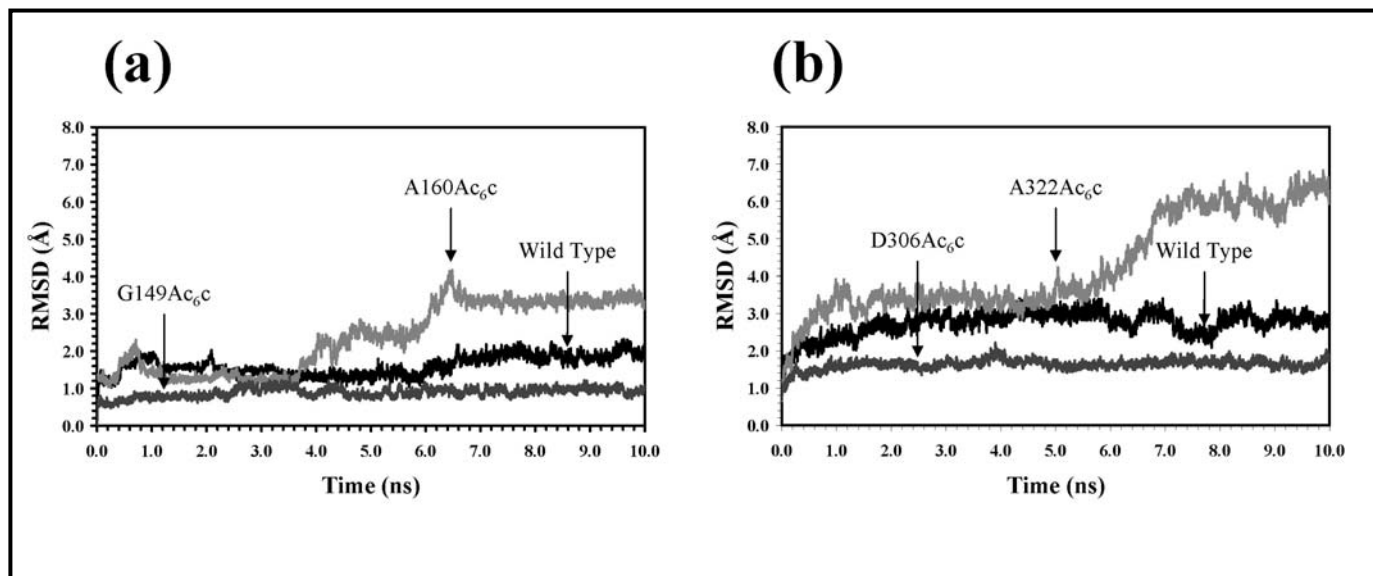 (a)
8.0
7.0
6.0
5.0
4.0
3.0
2.0
1.0
0.0
RMSD (Å)
A160Ac₆c
Wild Type
G149Ac₆c
0.0 1.0 2.0 3.0 4.0 5.0 6.0 7.0 8.0 9.0 10.0
Time (ns)
(b)
8.0
7.0
6.0
5.0
4.0
3.0
2.0
1.0
0.0
RMSD (Å)
A322Ac₆c
D306Ac₆c
Wild Type
0.0 1.0 2.0 3.0 4.0 5.0 6.0 7.0 8.0 9.0 10.0
Time (ns)